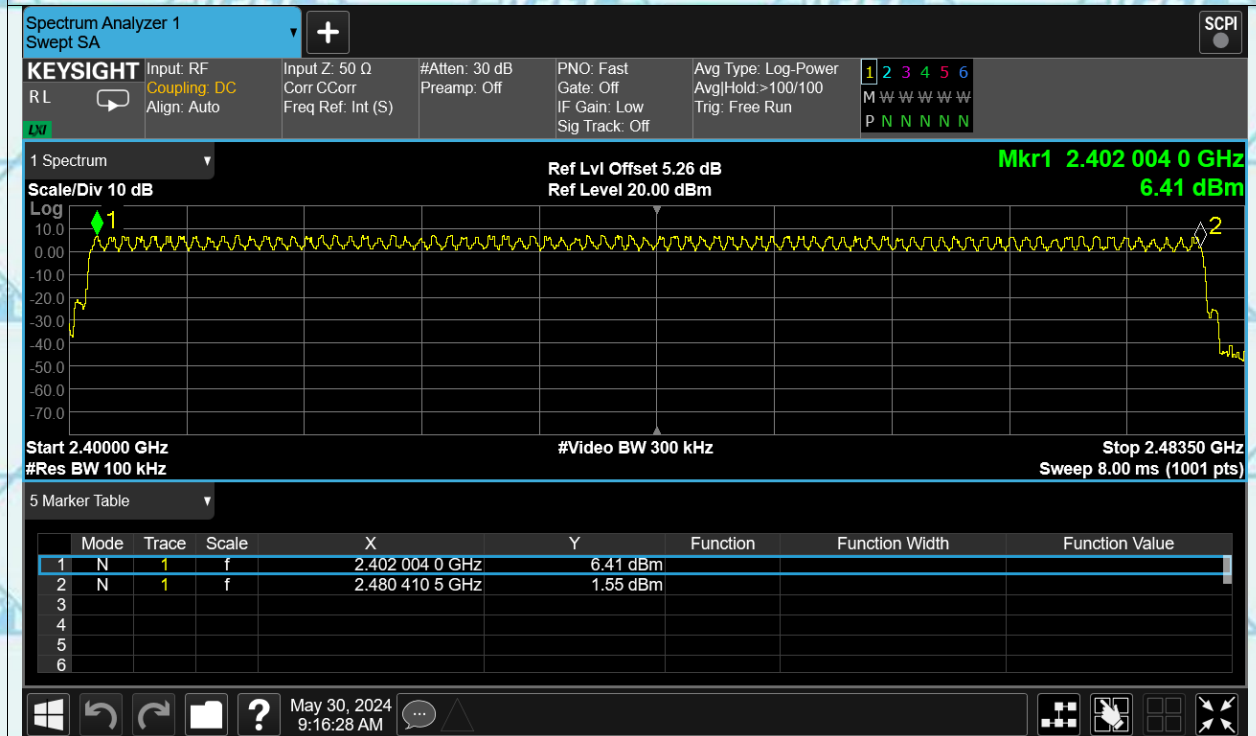 Spectrum Analyzer 1
Swept SA
+
SCPI
KEYSIGHT
R L
LXI
Input: RF
Coupling: DC
Align: Auto
Input Z: 50 Ω
Corr CCorr
Freq Ref: Int (S)
#Atten: 30 dB
Preamp: Off
PNO: Fast
Gate: Off
IF Gain: Low
Sig Track: Off
Avg Type: Log-Power
Avg|Hold:>100/100
Trig: Free Run
1 2 3 4 5 6
M W W W W W
P N N N N N
1 Spectrum
Scale/Div 10 dB
Log
Ref Lvl Offset 5.26 dB
Ref Level 20.00 dBm
Mkr1 2.402 004 0 GHz
6.41 dBm
1
2
10.0
0.00
-10.0
-20.0
-30.0
-40.0
-50.0
-60.0
-70.0
Start 2.40000 GHz
#Res BW 100 kHz
#Video BW 300 kHz
Stop 2.48350 GHz
Sweep 8.00 ms (1001 pts)
5 Marker Table
Mode Trace Scale X Y Function Function Width Function Value
1 N 1 f 2.402 004 0 GHz 6.41 dBm
2 N 1 f 2.480 410 5 GHz 1.55 dBm
3
4
5
6
?
May 30, 2024
9:16:28 AM